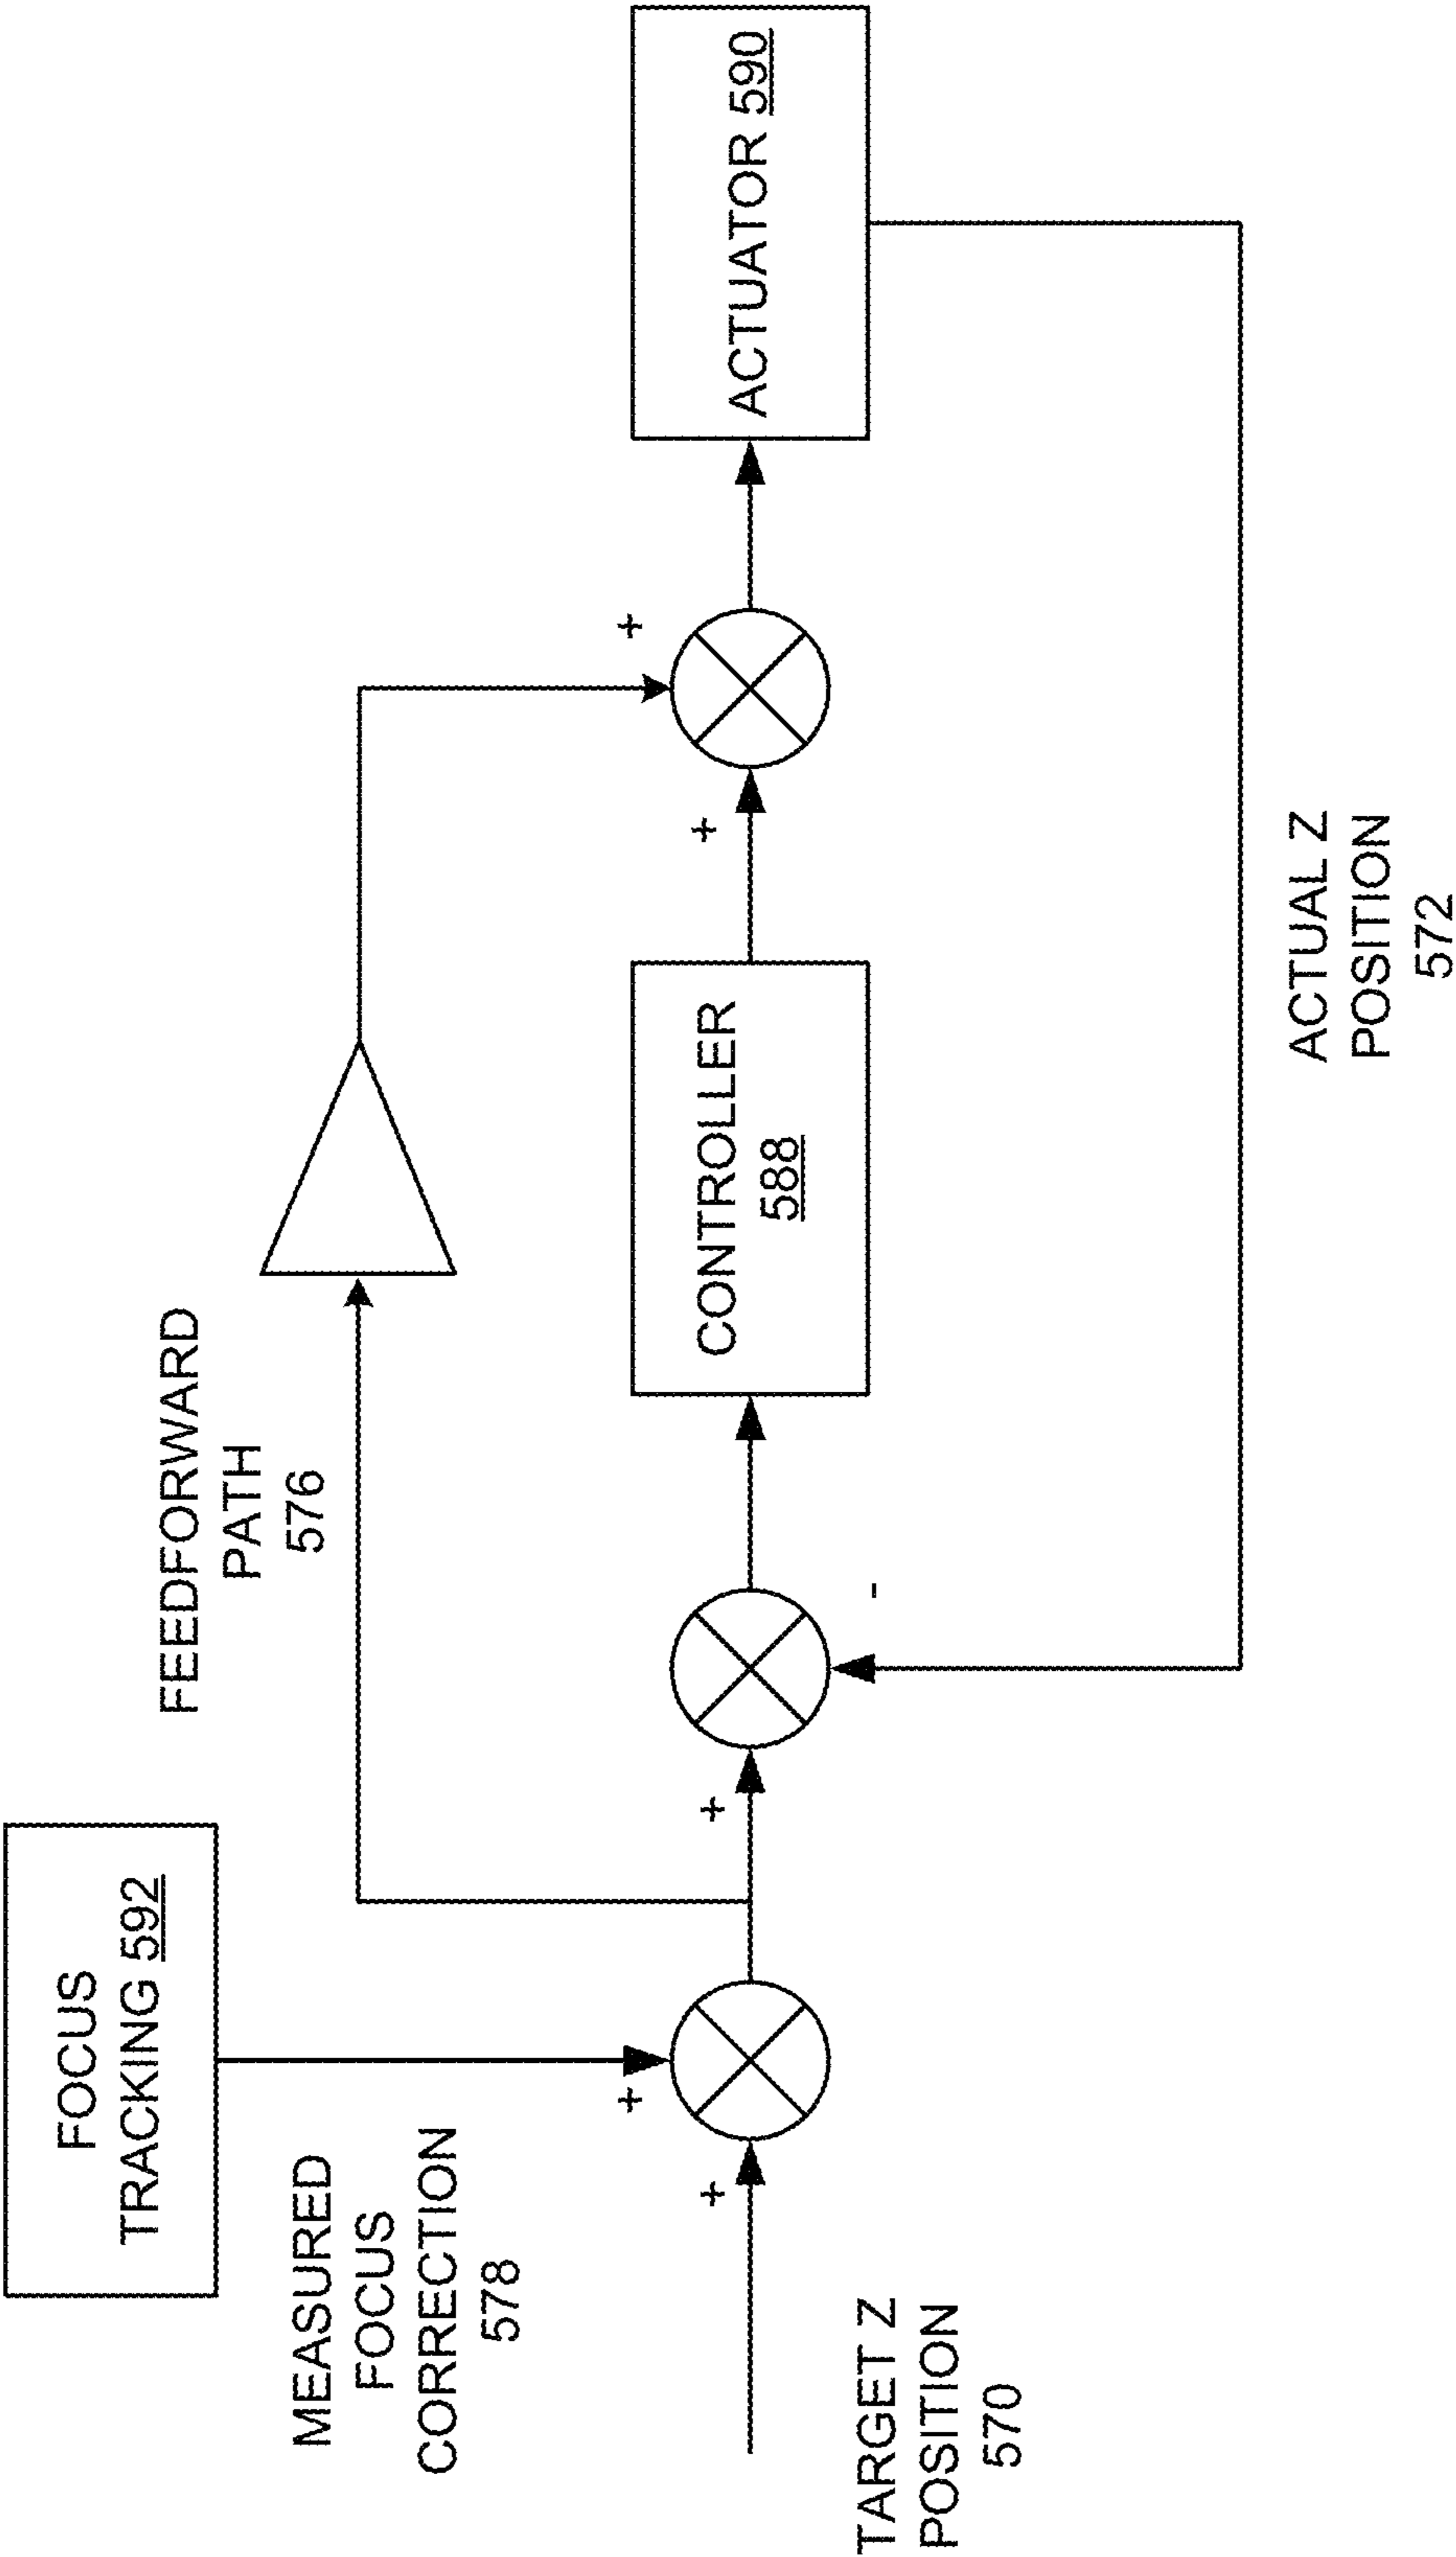 FOCUS
TRACKING 592
MEASURED
FOCUS
CORRECTION
578
FEEDFORWARD
PATH
576
TARGET Z
POSITION
570
+
+
+
-
CONTROLLER
588
+
+
ACTUATOR 590
ACTUAL Z
POSITION
572